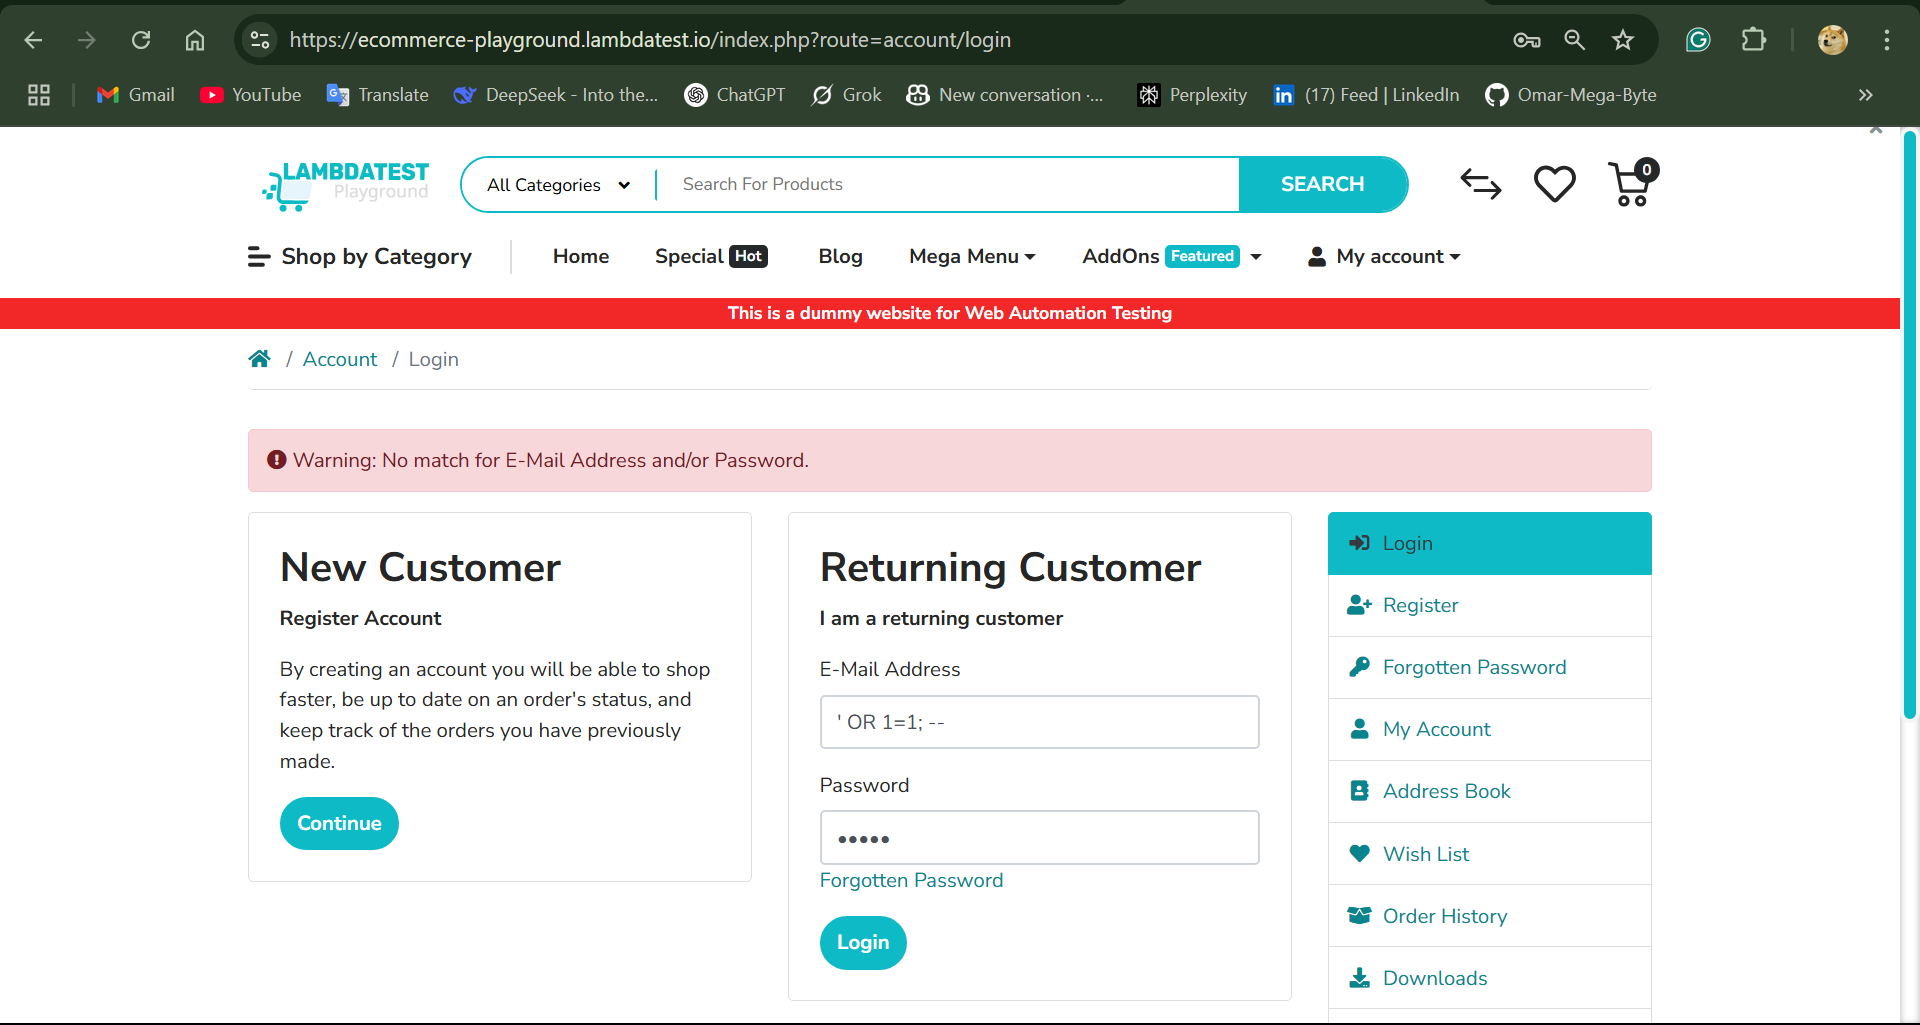 https://ecommerce-playground.lambdatest.io/index.php?route=account/login
Gmail YouTube Translate DeepSeek - Into the... ChatGPT Grok New conversation ·... Perplexity (17) Feed | LinkedIn Omar-Mega-Byte
LAMBDATEST
Playground
All Categories Search For Products SEARCH 0
Shop by Category Home Special Hot Blog Mega Menu AddOns Featured My account
This is a dummy website for Web Automation Testing
/ Account / Login
Warning: No match for E-Mail Address and/or Password.
New Customer
Register Account
By creating an account you will be able to shop
faster, be up to date on an order's status, and
keep track of the orders you have previously
made.
Continue
Returning Customer
I am a returning customer
E-Mail Address
' OR 1=1; --
Password
•••••
Forgotten Password
Login
Login
Register
Forgotten Password
My Account
Address Book
Wish List
Order History
Downloads